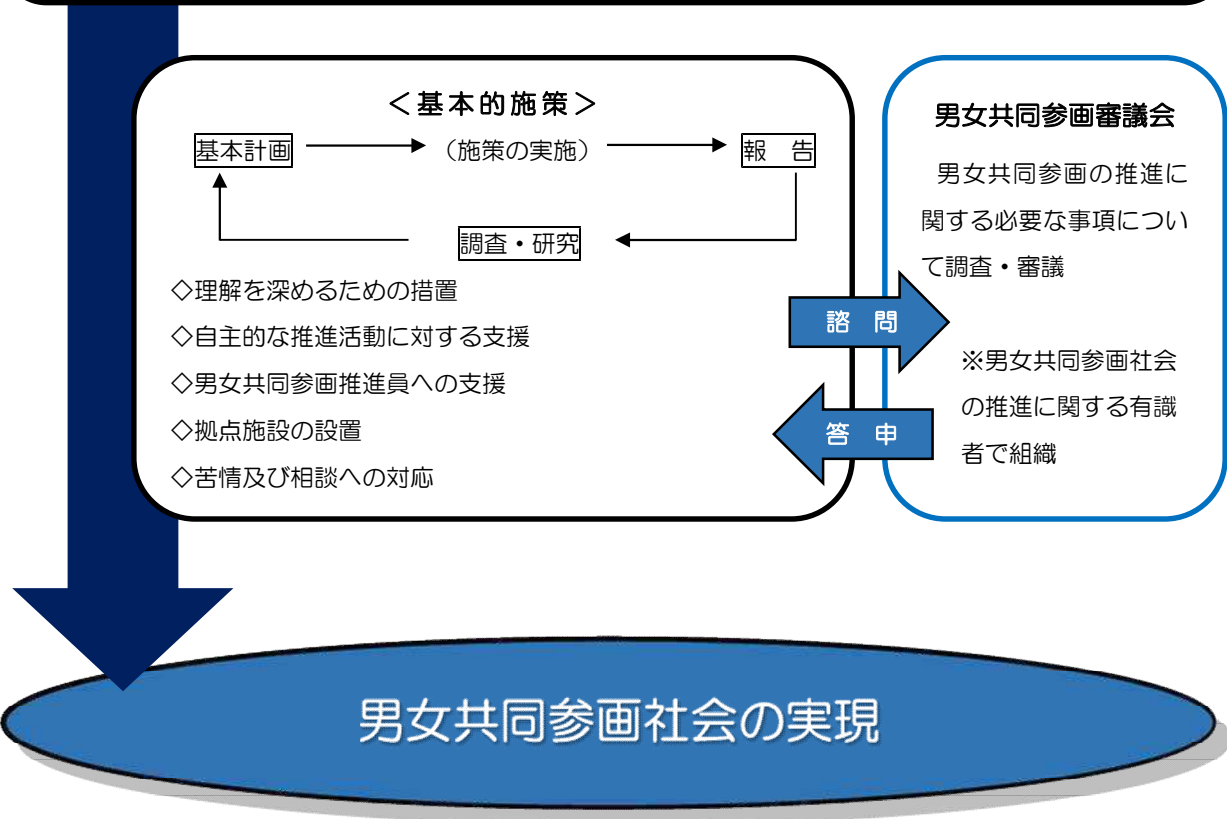 ＜基本的施策＞
基本計画
（施策の実施）
報　告
調査・研究
◇理解を深めるための措置
◇自主的な推進活動に対する支援
◇男女共同参画推進員への支援
◇拠点施設の設置
◇苦情及び相談への対応
諮　問
答　申
男女共同参画審議会
男女共同参画の推進に
関する必要な事項につい
て調査・審議
※男女共同参画社会
の推進に関する有識
者で組織
男女共同参画社会の実現